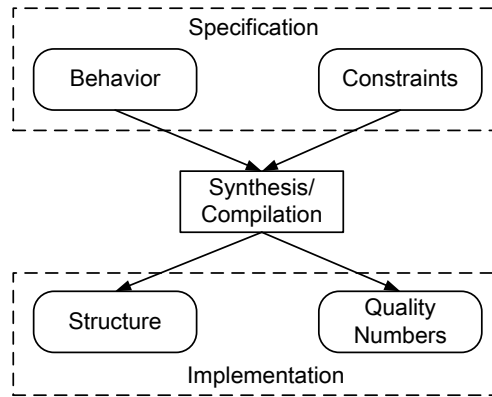 Specification
Behavior
Constraints
Synthesis/
Compilation
Structure
Quality
Numbers
Implementation